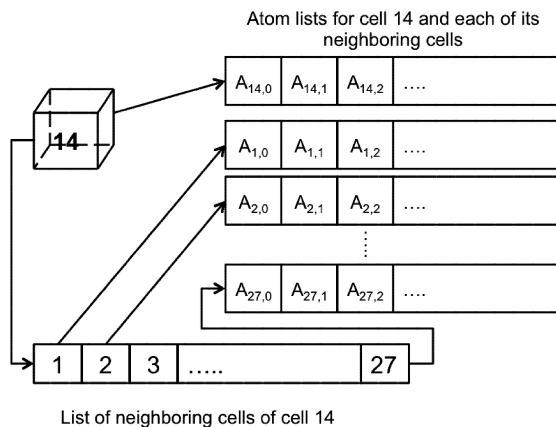 Atom lists for cell 14 and each of its
neighboring cells
A14,0 A14,1 A14,2 ....
14
A1,0 A1,1 A1,2 ....
A2,0 A2,1 A2,2 ....
A27,0 A27,1 A27,2 ....
1 2 3 ..... 27
List of neighboring cells of cell 14